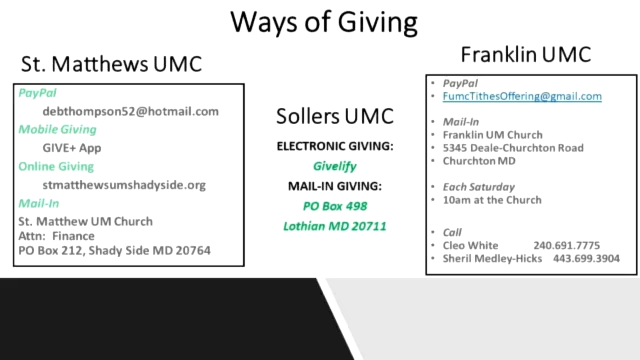 Ways of Giving
St. Matthews UMC
PayPal
debthompson52@hotmail.com
Mobile Giving
GIVE+ App
Online Giving
stmatthewsumshadyside.org
Mail-In
St. Matthew UM Church
Attn: Finance
PO Box 212, Shady Side MD 20764
Sollers UMC
ELECTRONIC GIVING:
Givelify
MAIL-IN GIVING:
PO Box 498
Lothian MD 20711
Franklin UMC
• PayPal
• FumcTithesOffering@gmail.com
• Mail-In
• Franklin UM Church
• 5345 Deale-Churchton Road
• Churchton MD
• Each Saturday
• 10am at the Church
• Call
• Cleo White 240.691.7775
• Sheril Medley-Hicks 443.699.3904